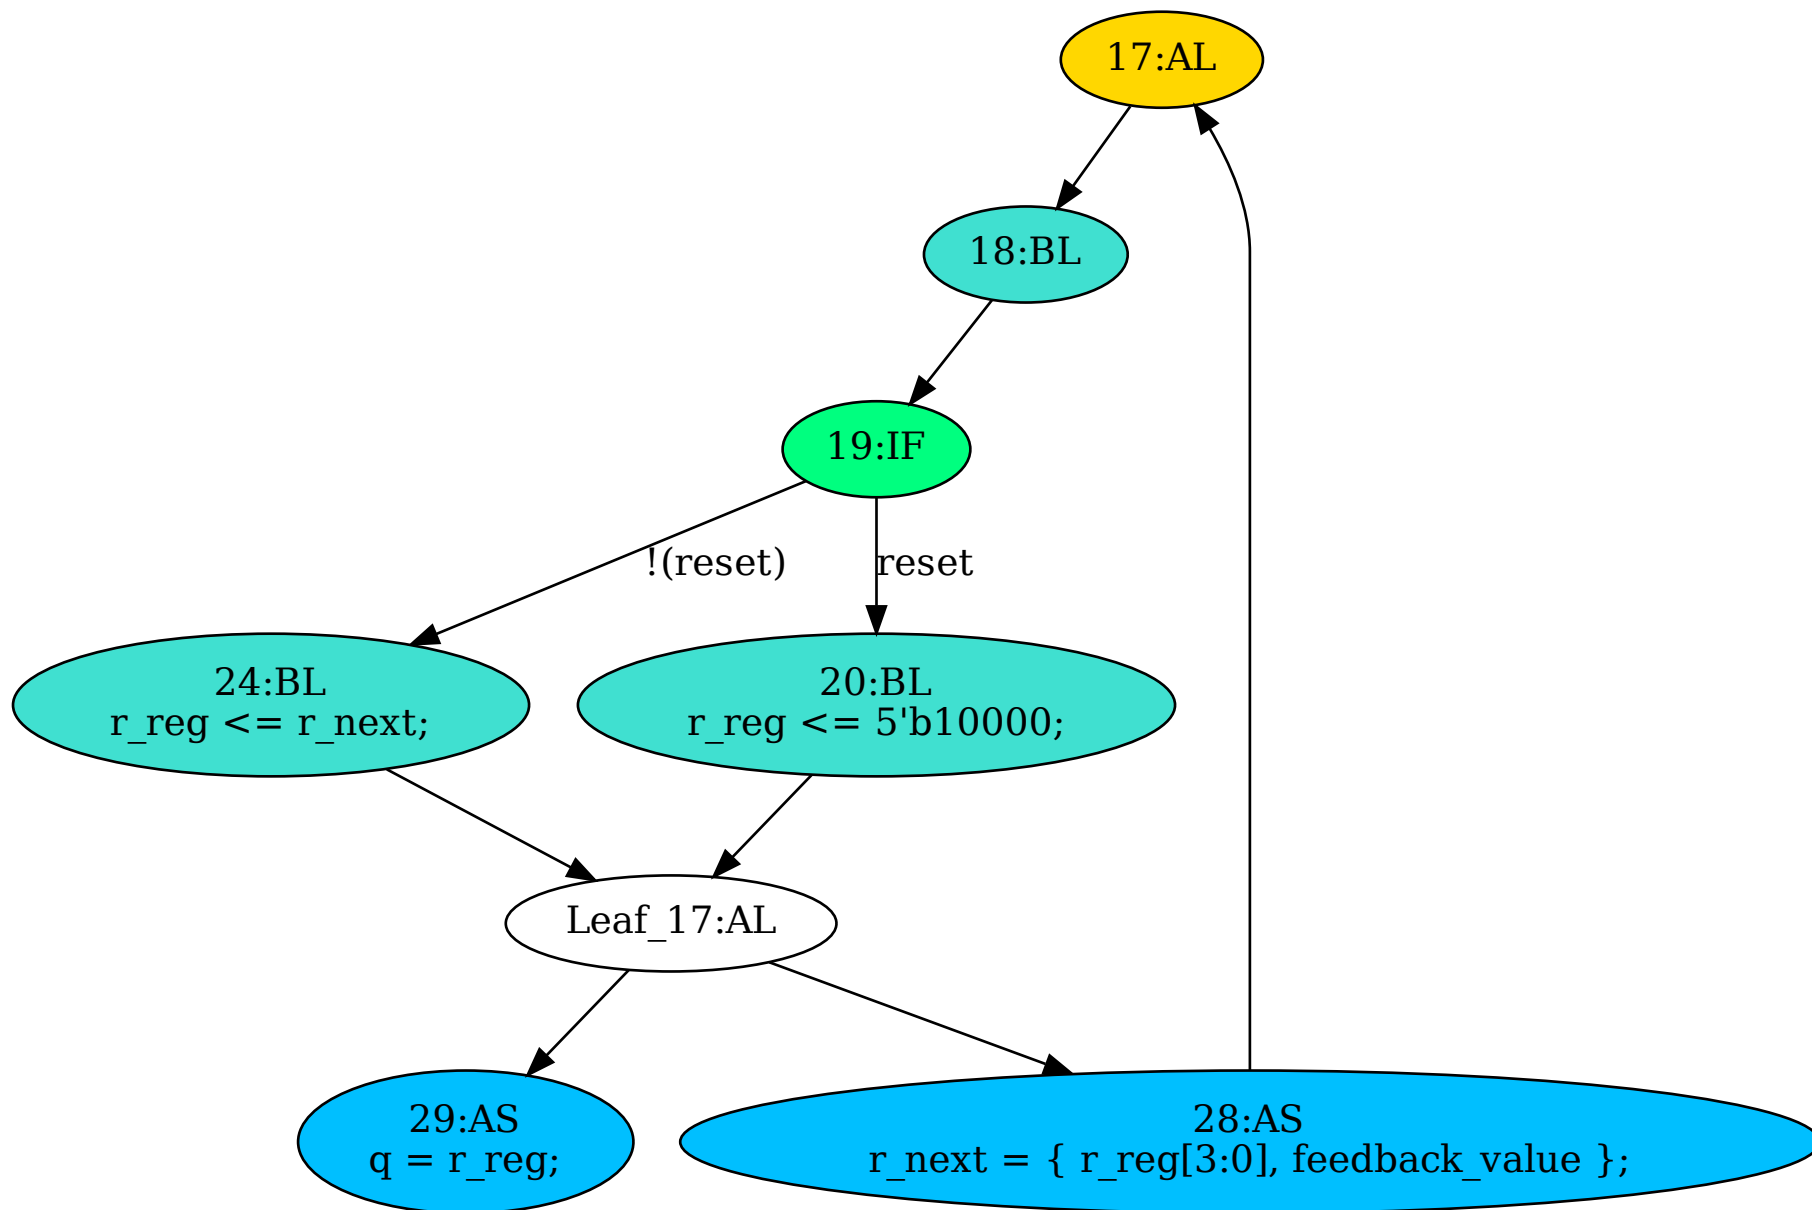 17:AL
18:BL
19:IF
!(reset)
reset
24:BL
r_reg <= r_next;
20:BL
r_reg <= 5'b10000;
Leaf_17:AL
29:AS
q = r_reg;
28:AS
r_next = { r_reg[3:0], feedback_value };